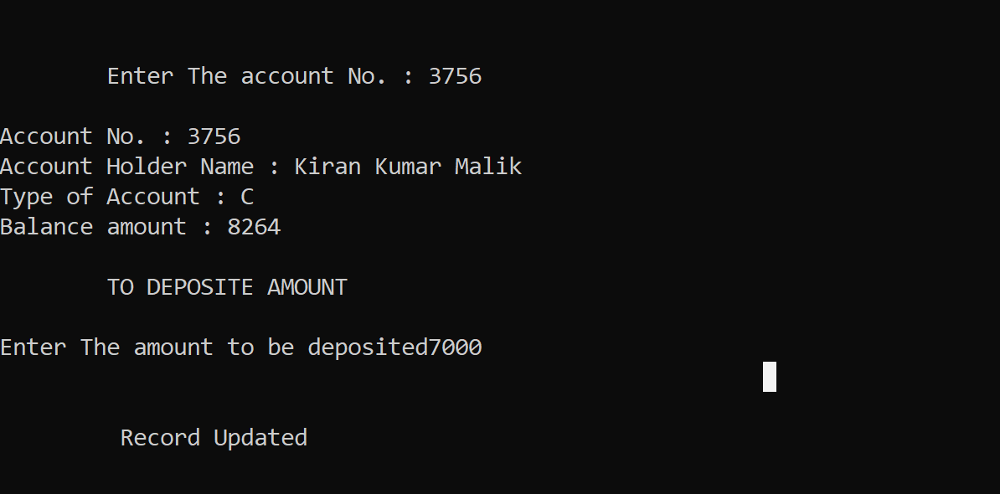 Enter The account No. : 3756
Account No. : 3756
Account Holder Name : Kiran Kumar Malik
Type of Account : C
Balance amount : 8264
TO DEPOSITE AMOUNT
Enter The amount to be deposited7000
Record Updated